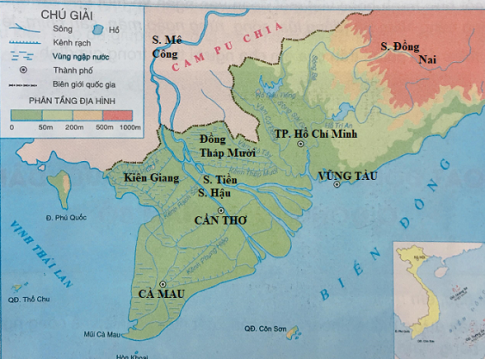 CHÚ GIẢI
Sông
Hồ
Kênh rạch
Vùng ngập nước
Thành phố
Biên giới quốc gia
PHÂN TẦNG ĐỊA HÌNH
0 50m 200m 500m 1000m
S. Mê
Công
CAM PU CHIA
S. Đồng
Nai
Đồng
Tháp Mười
TP. Hồ Chí Minh
Kiên Giang
S. Tiền
S. Hậu
VŨNG TÀU
CẦN THƠ
Đ. Phú Quốc
VỊNH THÁI LAN
BIỂN ĐÔNG
QĐ. Thổ Chu
CÀ MAU
Mũi Cà Mau
QĐ. Côn Sơn
Hòn Khoai